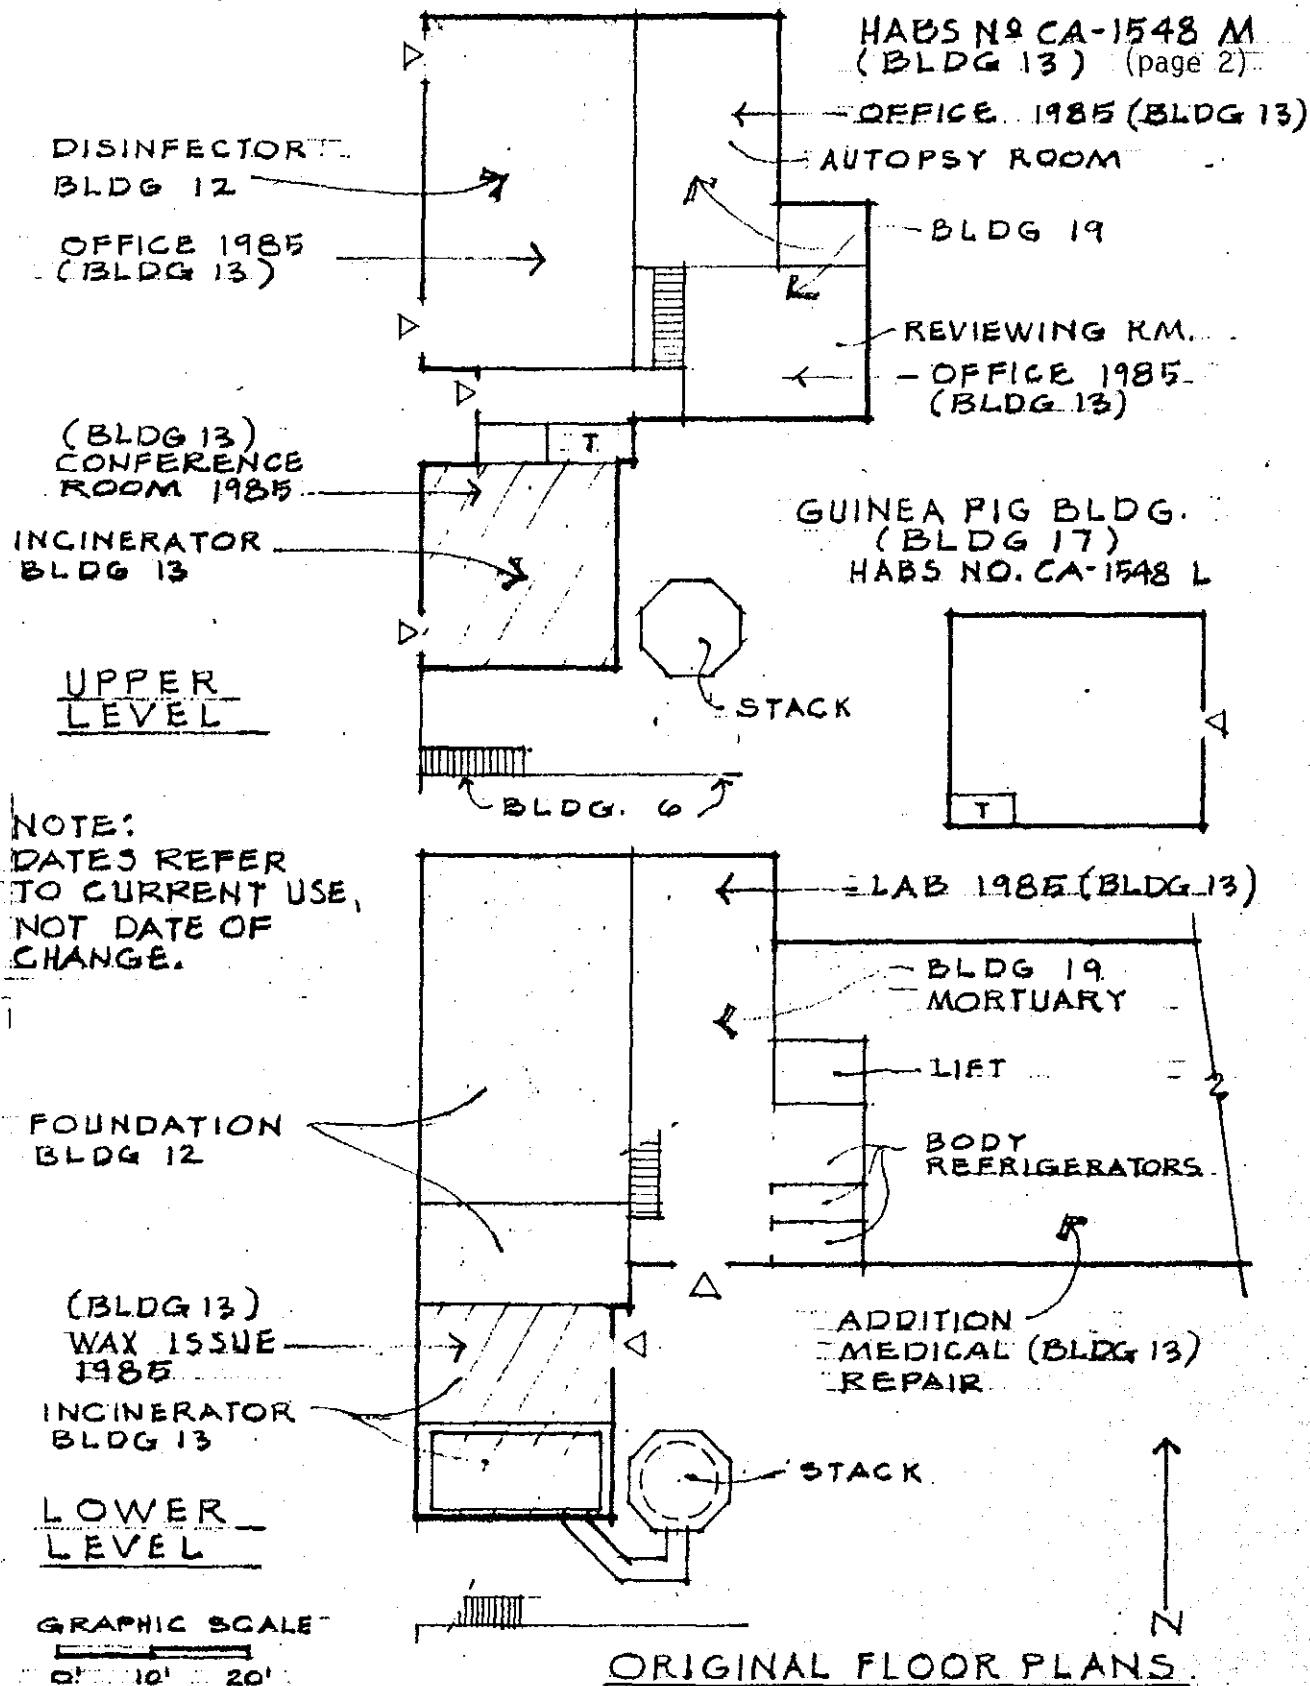 HABS Nº CA-1548 M
(BLDG 13) (page 2)
OFFICE 1985 (BLDG 13)
AUTOPSY ROOM
DISINFECTOR
BLDG 12
BLDG 19
OFFICE 1985
(BLDG 13)
REVIEWING RM.
OFFICE 1985
(BLDG 13)
(BLDG 13)
CONFERENCE
ROOM 1985
T
INCINERATOR
BLDG 13
GUINEA PIG BLDG.
(BLDG 17)
HABS NO. CA-1548 L
UPPER
LEVEL
STACK
BLDG. 6
T
NOTE:
DATES REFER
TO CURRENT USE,
NOT DATE OF
CHANGE.
LAB 1985 (BLDG 13)
BLDG 19
MORTUARY
LIFT
FOUNDATION
BLDG 12
BODY
REFRIGERATORS
(BLDG 13)
WAX ISSUE
1985
ADDITION
MEDICAL (BLDG 13)
REPAIR
INCINERATOR
BLDG 13
STACK
LOWER
LEVEL
GRAPHIC SCALE
0' 10' 20'
N
ORIGINAL FLOOR PLANS.